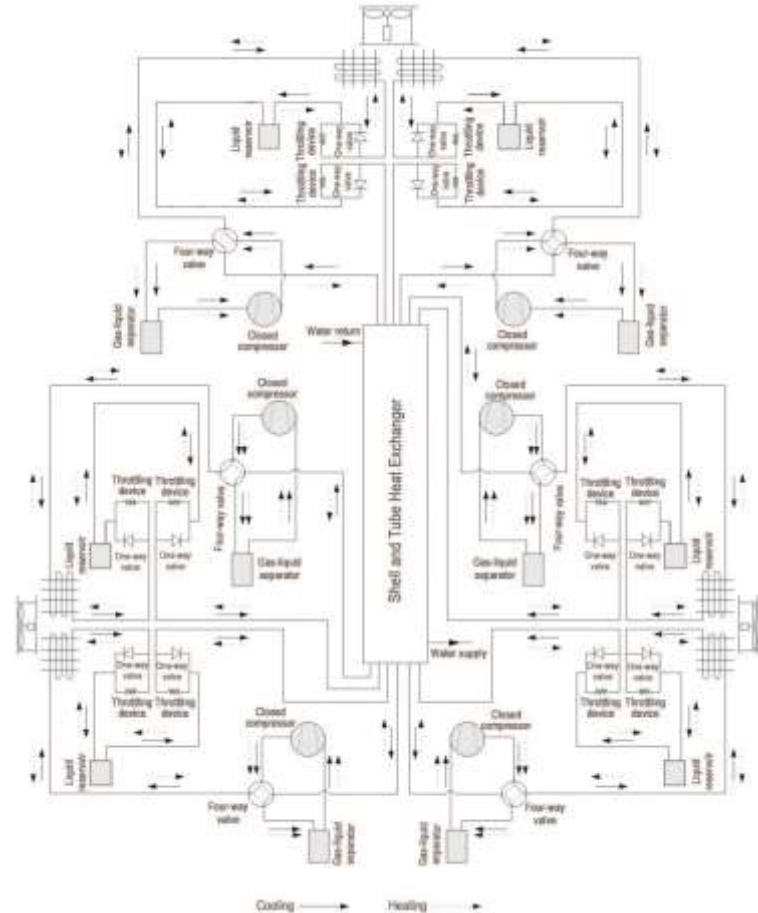 Liquid
reservoir
Throttling
device
One-way
valve
One-way
valve
Throttling
device
Liquid
reservoir
Throttling
device
One-way
valve
One-way
valve
Throttling
device
Four-way
valve
Four-way
valve
Gas-liquid
separator
Closed
compressor
Water return
Closed
compressor
Gas-liquid
separator
Closed
compressor
Closed
compressor
Shell and Tube Heat Exchanger
Throttling
device
Throttling
device
Four-way valve
Four-way valve
Throttling
device
Throttling
device
Liquid
reservoir
One-way
valve
One-way
valve
Gas-liquid
separator
Gas-liquid
separator
One-way
valve
One-way
valve
Liquid
reservoir
Water supply
One-way
valve
One-way
valve
One-way
valve
One-way
valve
Throttling
device
Throttling
device
Throttling
device
Throttling
device
Liquid
reservoir
Closed
compressor
Closed
compressor
Liquid
reservoir
Four-way
valve
Four-way
valve
Gas-liquid
separator
Gas-liquid
separator
Cooling
Heating